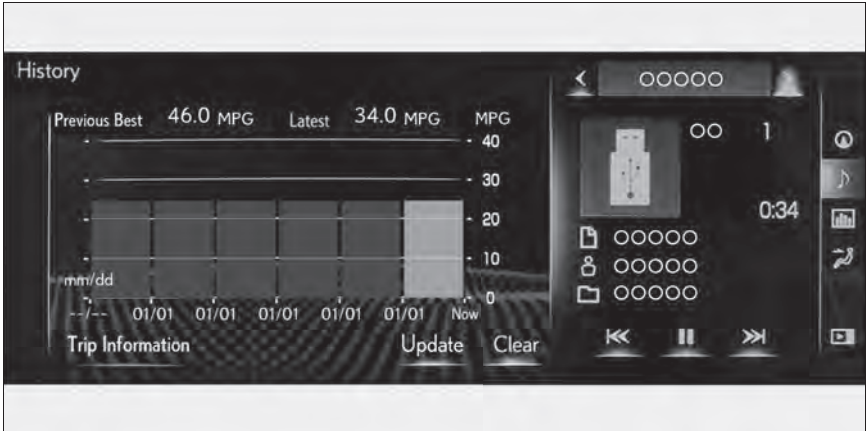 History
Previous Best 46.0 MPG Latest 34.0 MPG MPG
40
30
20
10
0
mm/dd
--/-- 01/01 01/01 01/01 01/01 01/01 Now
Trip Information Update Clear
OOOOO
OO 1
0:34
OOOOO
OOOOO
OOOOO